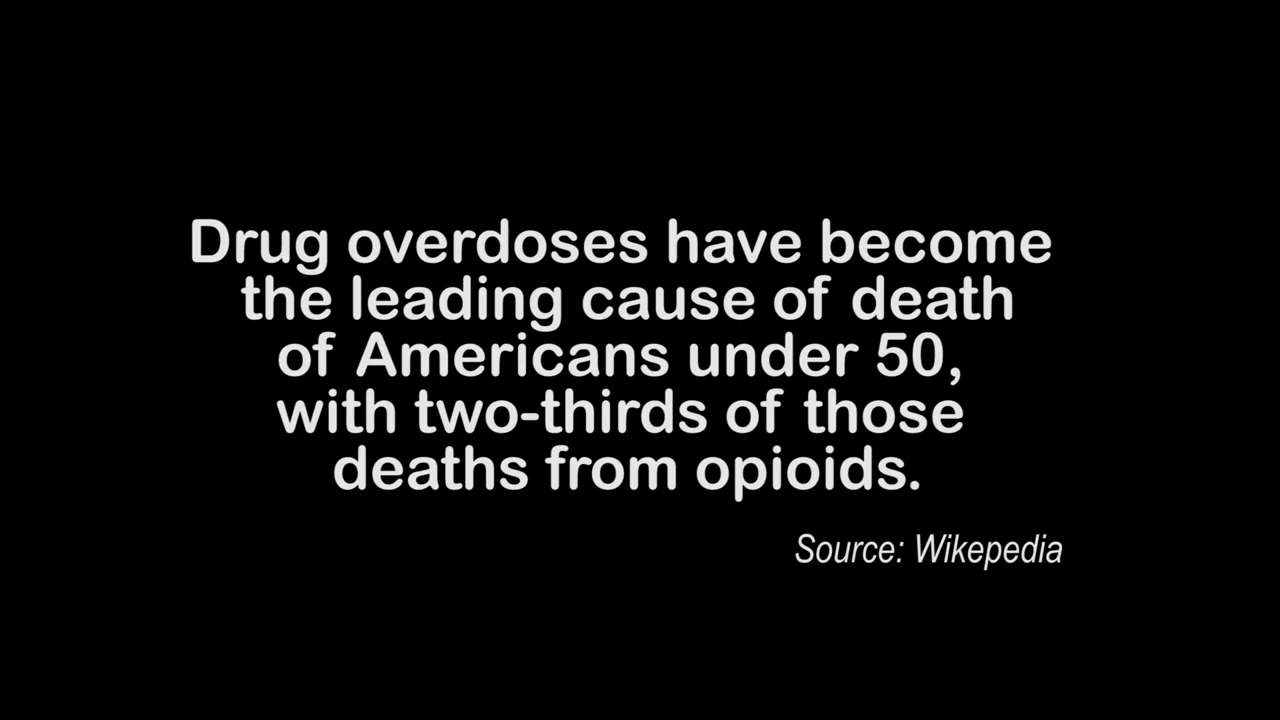 Drug overdoses have become
the leading cause of death
of Americans under 50,
with two-thirds of those
deaths from opioids.
Source: Wikepedia